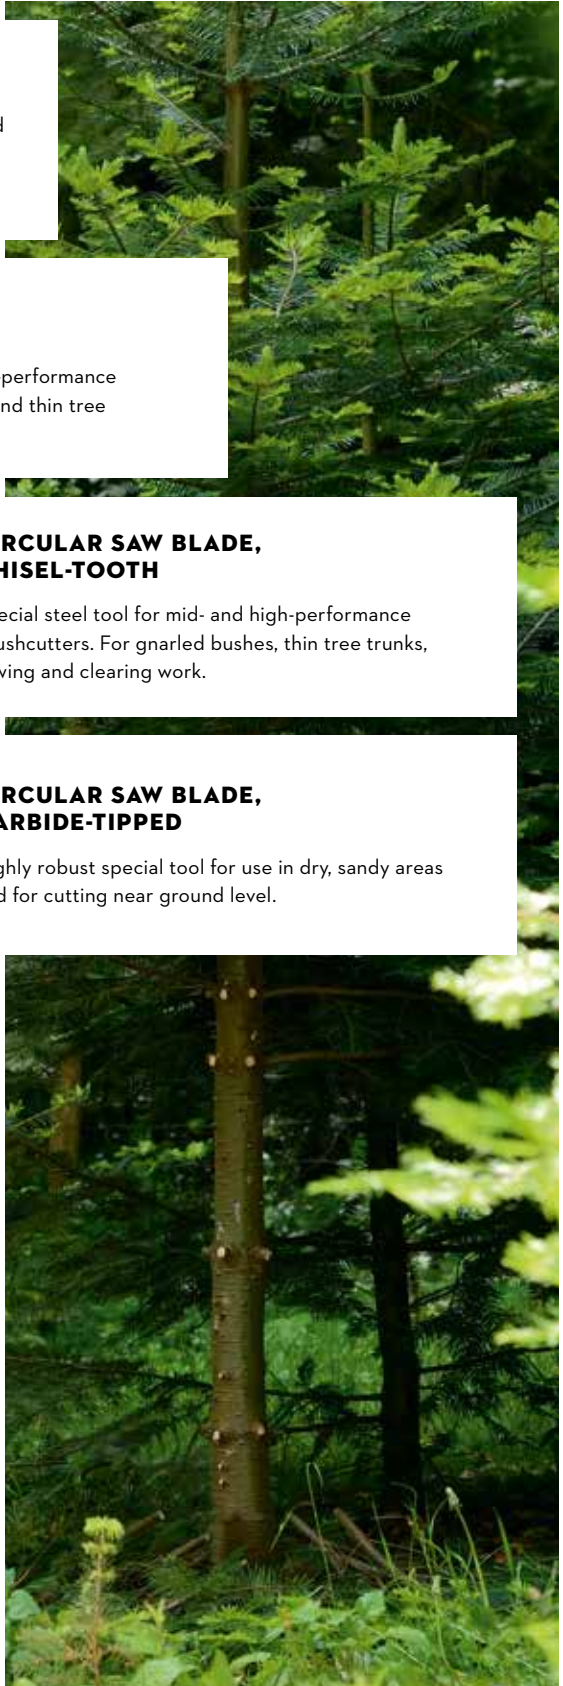 d
-performance
nd thin tree
RCULAR SAW BLADE,
HISEL-TOOTH
ecial steel tool for mid- and high-performance
ushcutters. For gnarled bushes, thin tree trunks,
ving and clearing work.
RCULAR SAW BLADE,
ARBIDE-TIPPED
ghly robust special tool for use in dry, sandy areas
d for cutting near ground level.